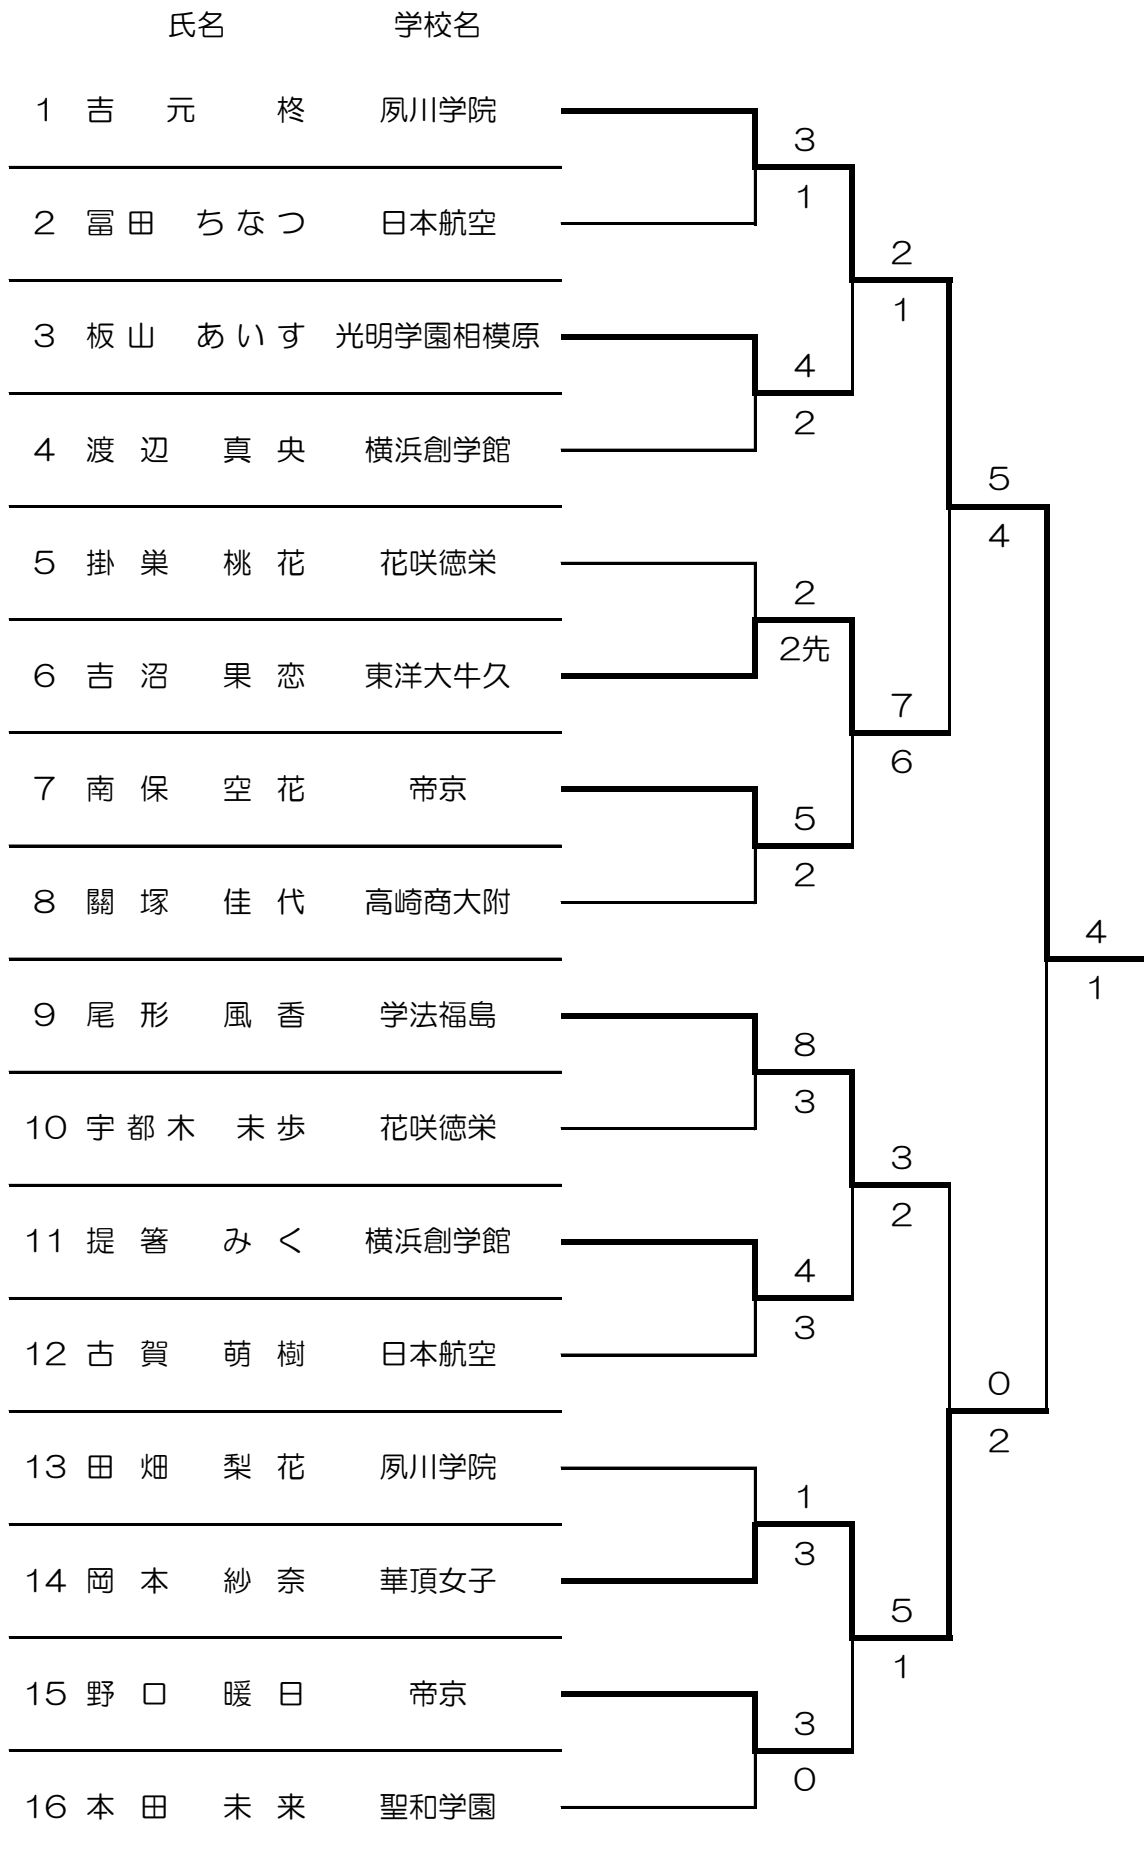 氏名 学校名
1 吉元 柊 夙川学院
3
1
2 冨田 ちなつ 日本航空
2
1
3 板山 あいす 光明学園相模原
4
2
4 渡辺 真央 横浜創学館
5
4
5 掛巣 桃花 花咲徳栄
2
2先
6 吉沼 果恋 東洋大牛久
7
6
7 南保 空花 帝京
5
2
8 關塚 佳代 高崎商大附
4
1
9 尾形 風香 学法福島
8
3
10 宇都木 未歩 花咲徳栄
3
2
11 提箸 みく 横浜創学館
4
3
12 古賀 萌樹 日本航空
0
2
13 田畑 梨花 夙川学院
1
3
14 岡本 紗奈 華頂女子
5
1
15 野口 暖日 帝京
3
0
16 本田 未来 聖和学園